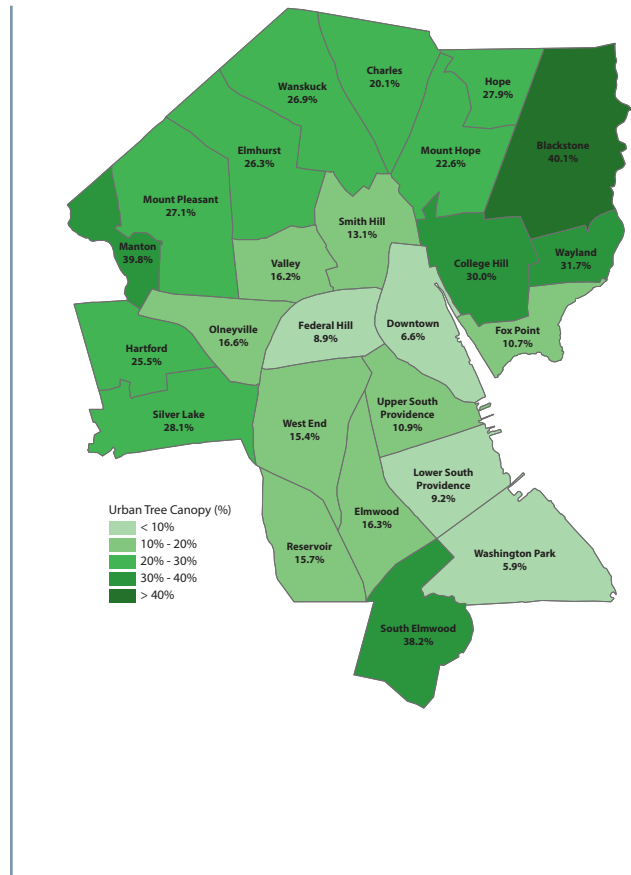 Charles
20.1%
Wanskuck
26.9%
Hope
27.9%
Blackstone
40.1%
Elmhurst
26.3%
Mount Hope
22.6%
Mount Pleasant
27.1%
Smith Hill
13.1%
Manton
39.8%
Valley
16.2%
College Hill
30.0%
Wayland
31.7%
Olneyville
16.6%
Federal Hill
8.9%
Downtown
6.6%
Fox Point
10.7%
Hartford
25.5%
Silver Lake
28.1%
West End
15.4%
Upper South
Providence
10.9%
Lower South
Providence
9.2%
Elmwood
16.3%
Reservoir
15.7%
Washington Park
5.9%
South Elmwood
38.2%
Urban Tree Canopy (%)
< 10%
10% - 20%
20% - 30%
30% - 40%
> 40%